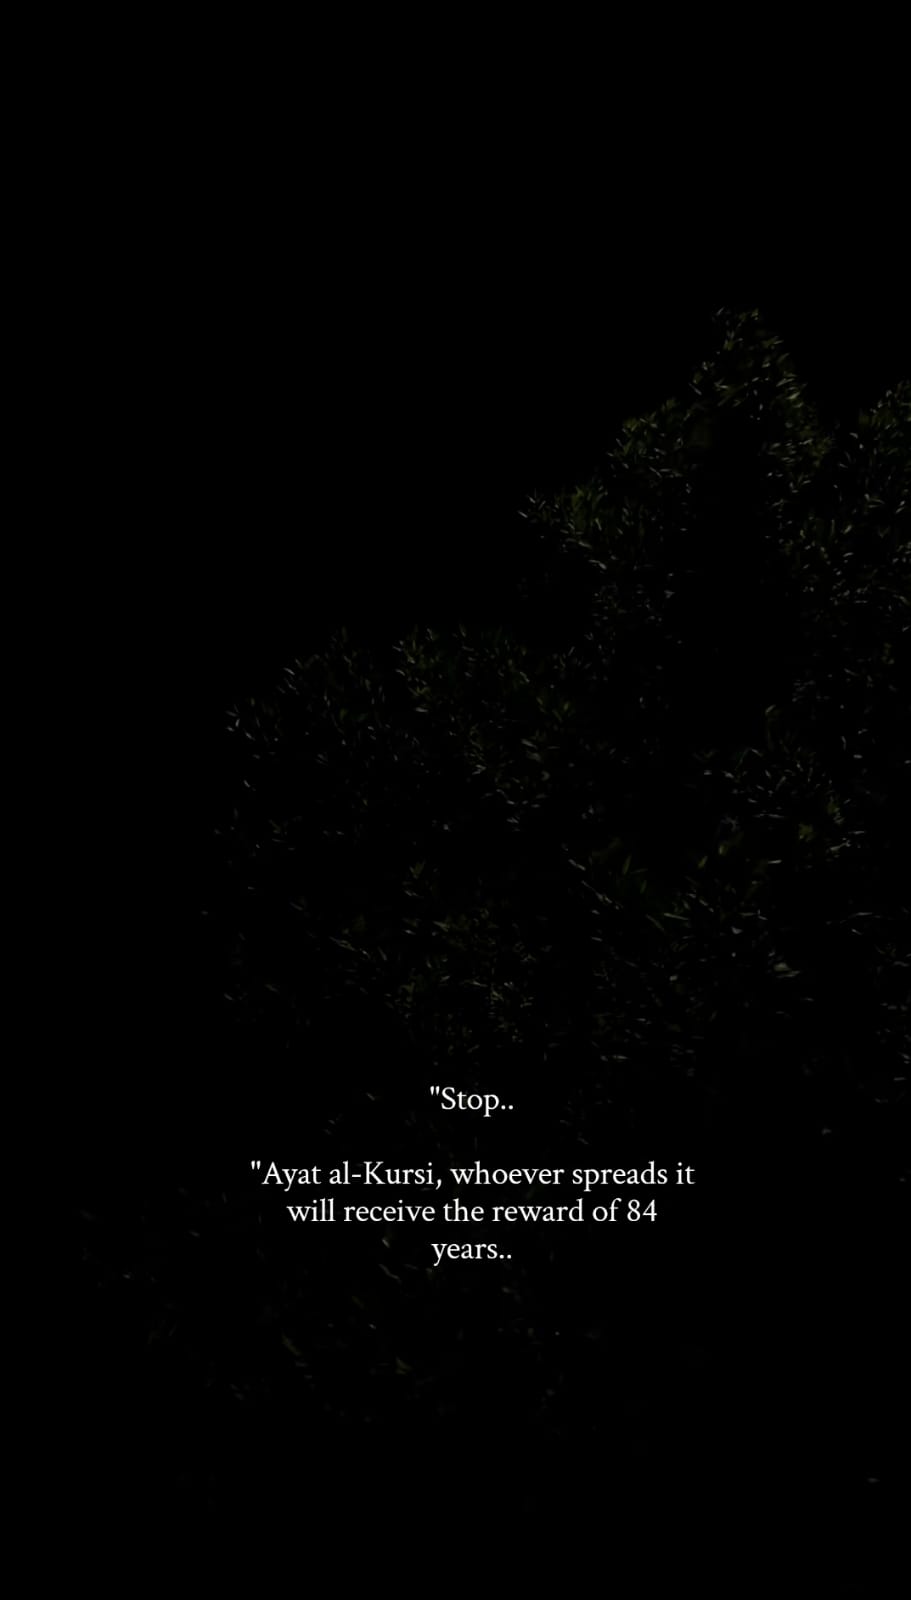 "Stop..
"Ayat al-Kursi, whoever spreads it
will receive the reward of 84
years..